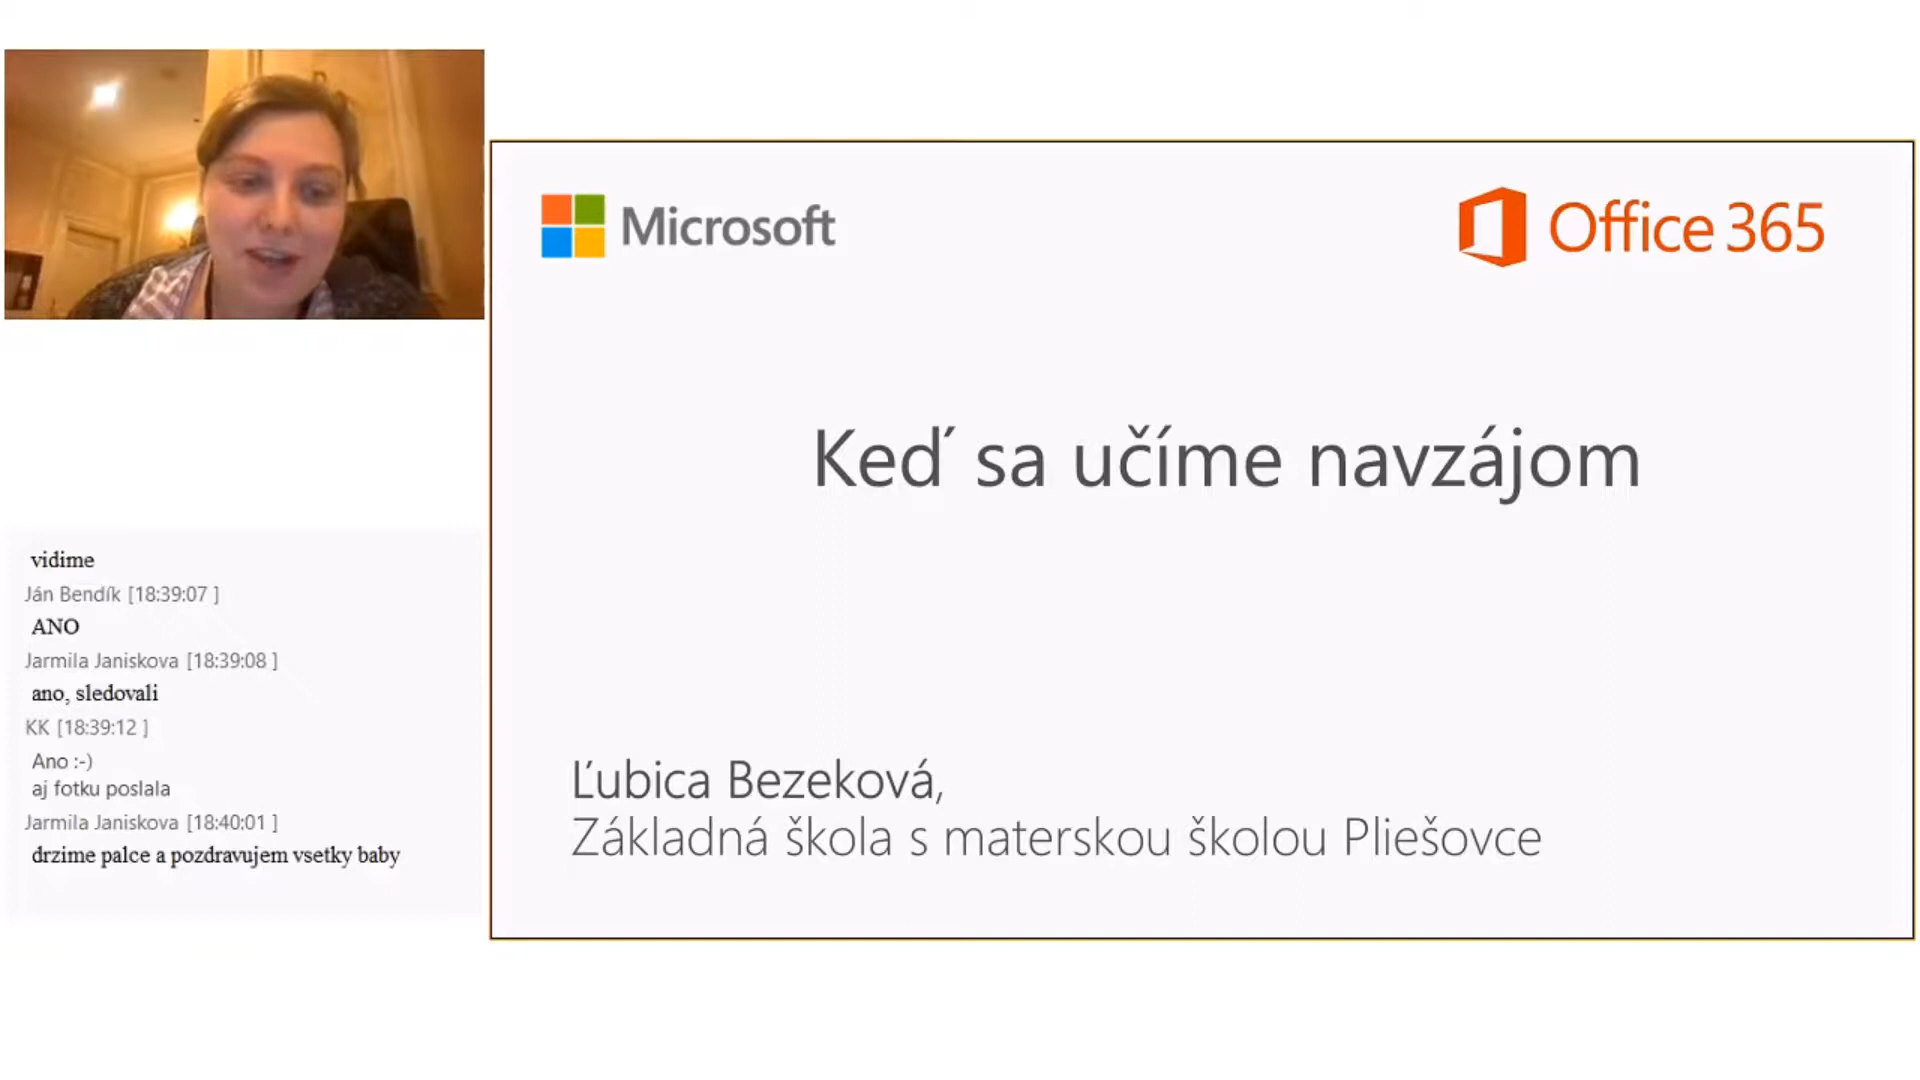 vidime
Ján Bendík [18:39:07 ]
ANO
Jarmila Janiskova [18:39:08 ]
ano, sledovali
KK [18:39:12 ]
Ano :-)
aj fotku poslala
Jarmila Janiskova [18:40:01 ]
drzime palce a pozdravujem vsetky baby
Microsoft
Office 365
Keď sa učíme navzájom
Ľubica Bezeková,
Základná škola s materskou školou Pliešovce